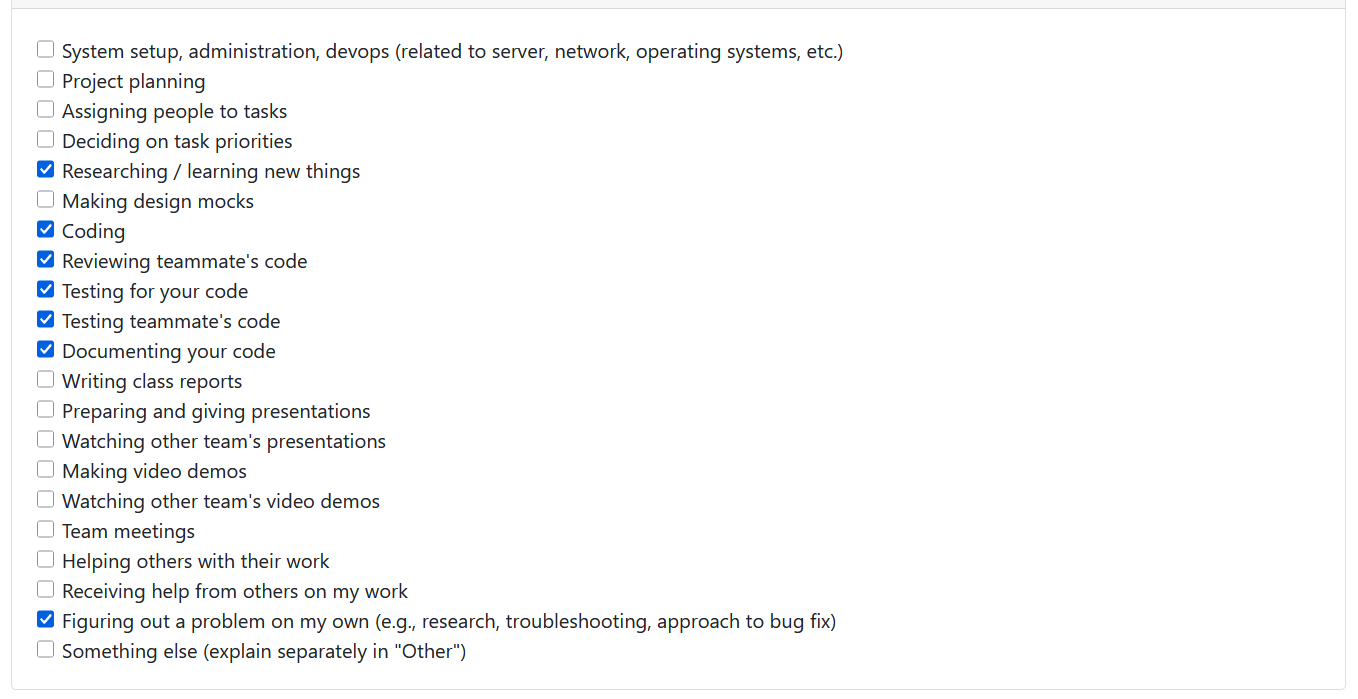 System setup, administration, devops (related to server, network, operating systems, etc.)
Project planning
Assigning people to tasks
Deciding on task priorities
Researching / learning new things
Making design mocks
Coding
Reviewing teammate's code
Testing for your code
Testing teammate's code
Documenting your code
Writing class reports
Preparing and giving presentations
Watching other team's presentations
Making video demos
Watching other team's video demos
Team meetings
Helping others with their work
Receiving help from others on my work
Figuring out a problem on my own (e.g., research, troubleshooting, approach to bug fix)
Something else (explain separately in "Other")